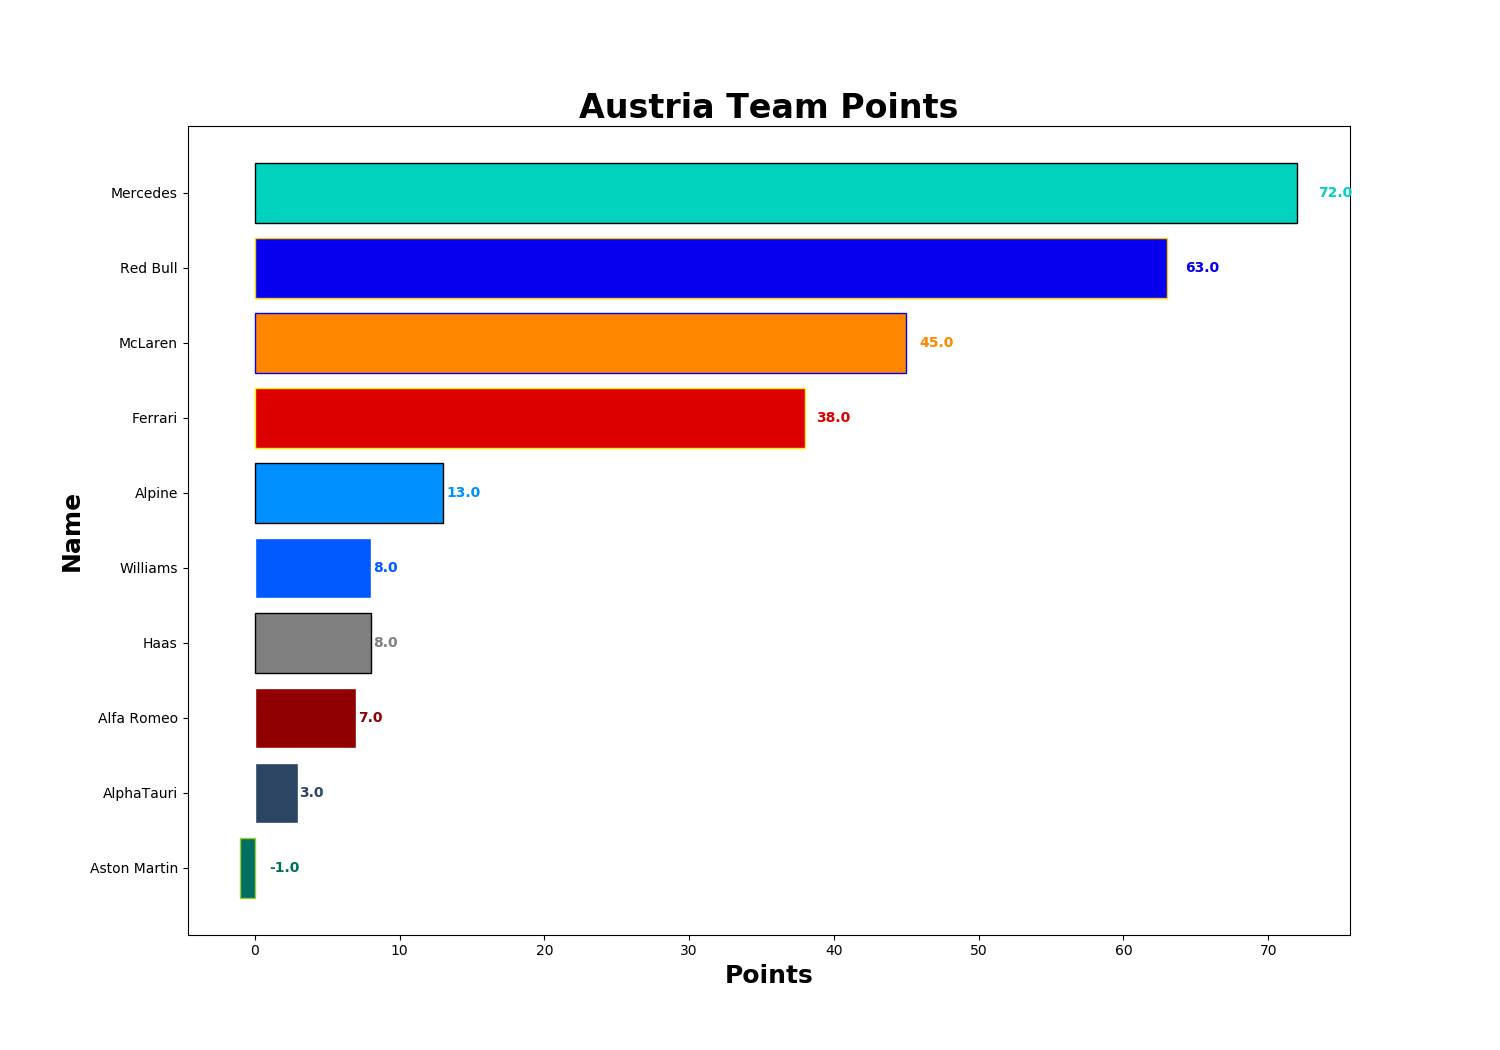 Austria Team Points
Mercedes 72.0
Red Bull 63.0
McLaren 45.0
Ferrari 38.0
Alpine 13.0
Williams 8.0
Haas 8.0
Alfa Romeo 7.0
AlphaTauri 3.0
Aston Martin -1.0
Name
0 10 20 30 40 50 60 70
Points